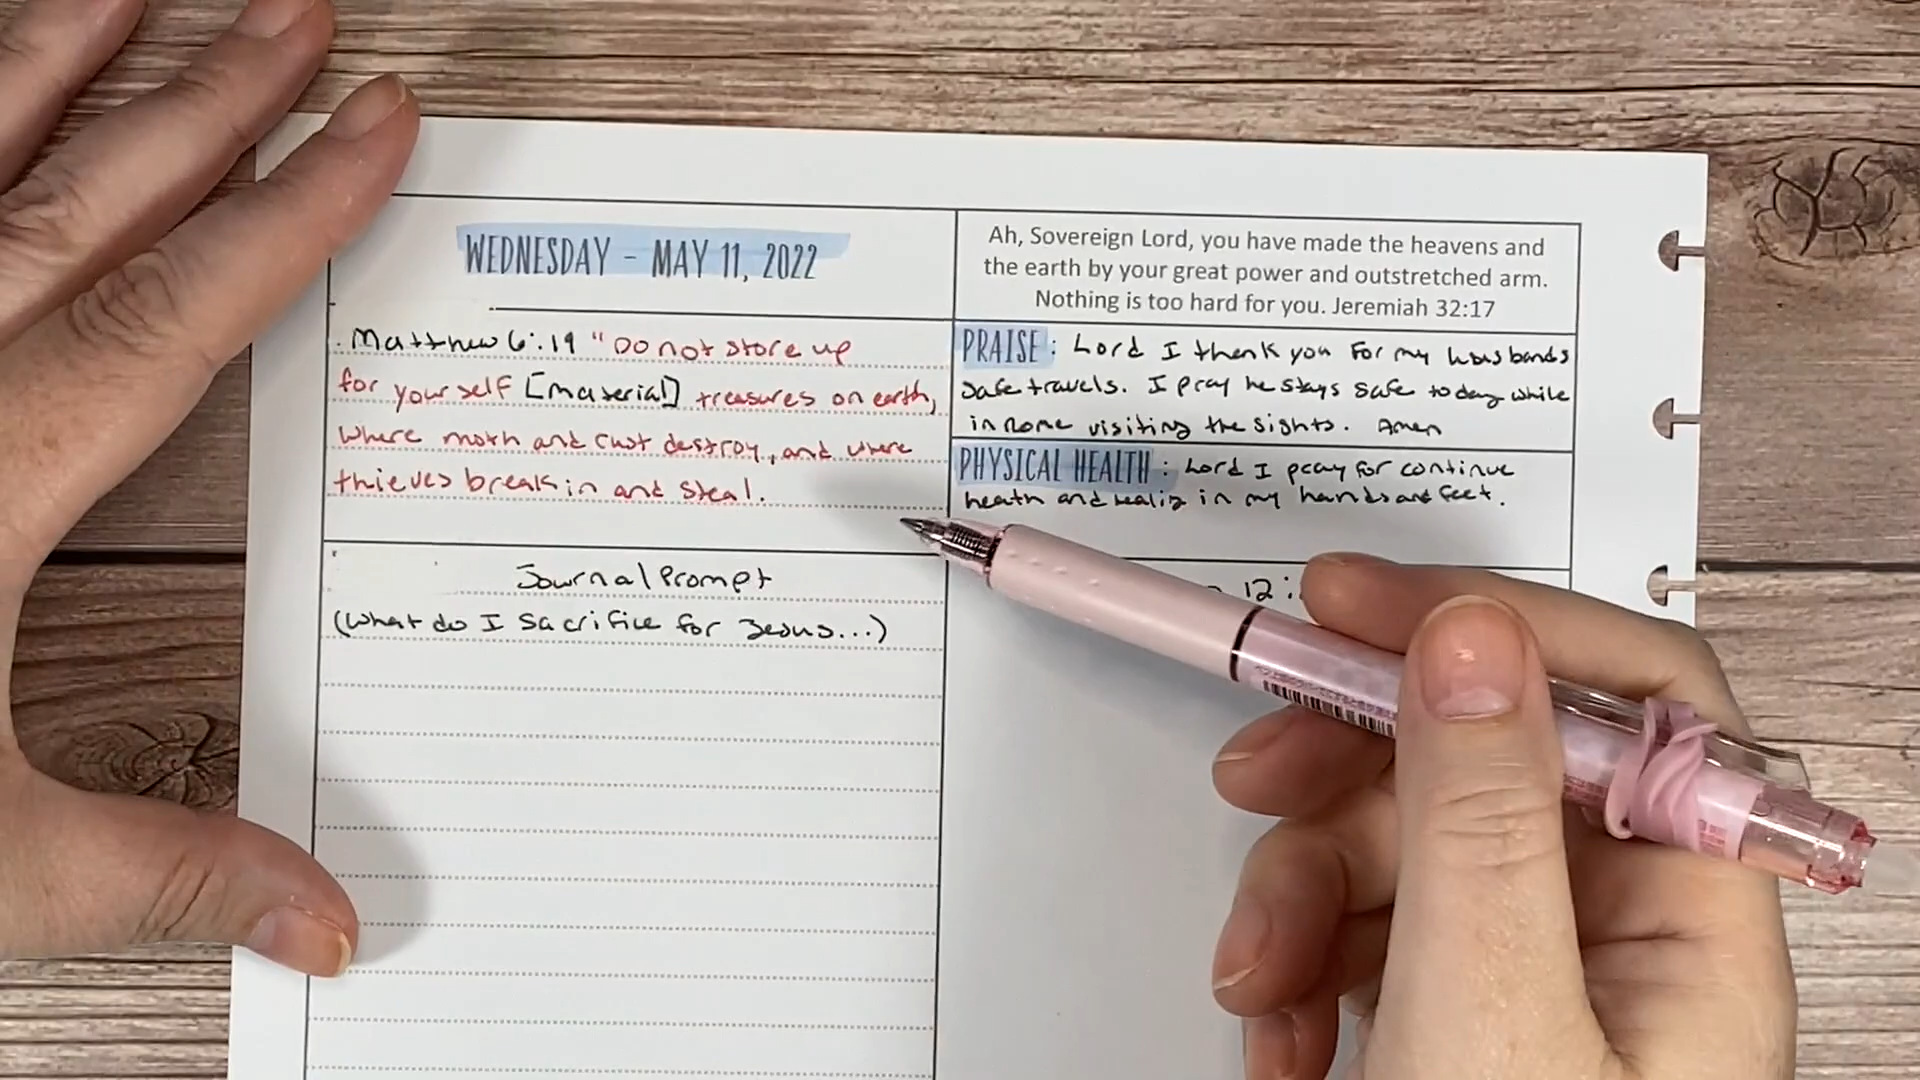 WEDNESDAY - MAY 11, 2022
. Matthew 6:19 "Do not store up
for yourself [material] treasures on earth,
where moth and rust destroy, and where
thieves break in and steal.
Journal Prompt
(What do I sacrifice for Jesus...)
Ah, Sovereign Lord, you have made the heavens and
the earth by your great power and outstretched arm.
Nothing is too hard for you. Jeremiah 32:17
PRAISE: Lord I thank you for my husbands
safe travels. I pray he stays safe today while
in Rome visiting the sights. Amen
PHYSICAL HEALTH: Lord I pray for continue
heath and in my hands and feet.
12: